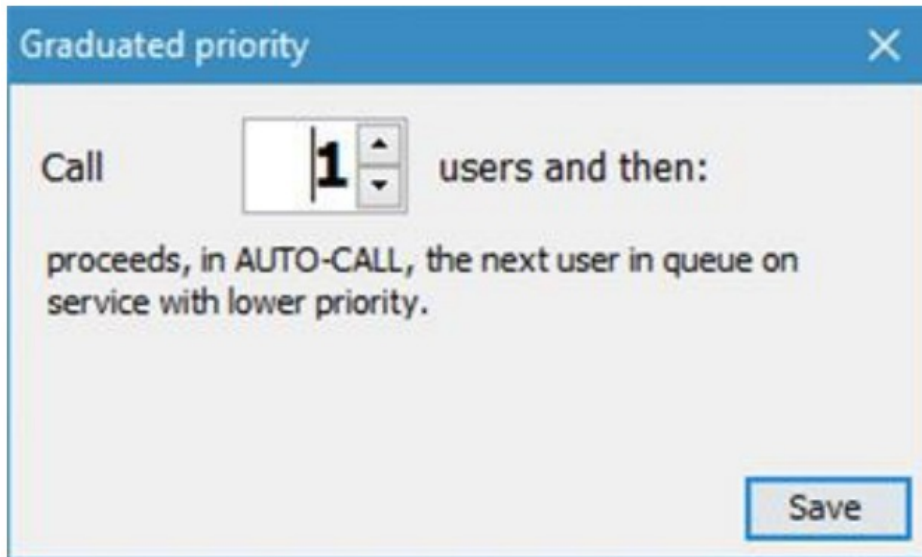 Graduated priority
Call 1 users and then:
proceeds, in AUTO-CALL, the next user in queue on
service with lower priority.
Save